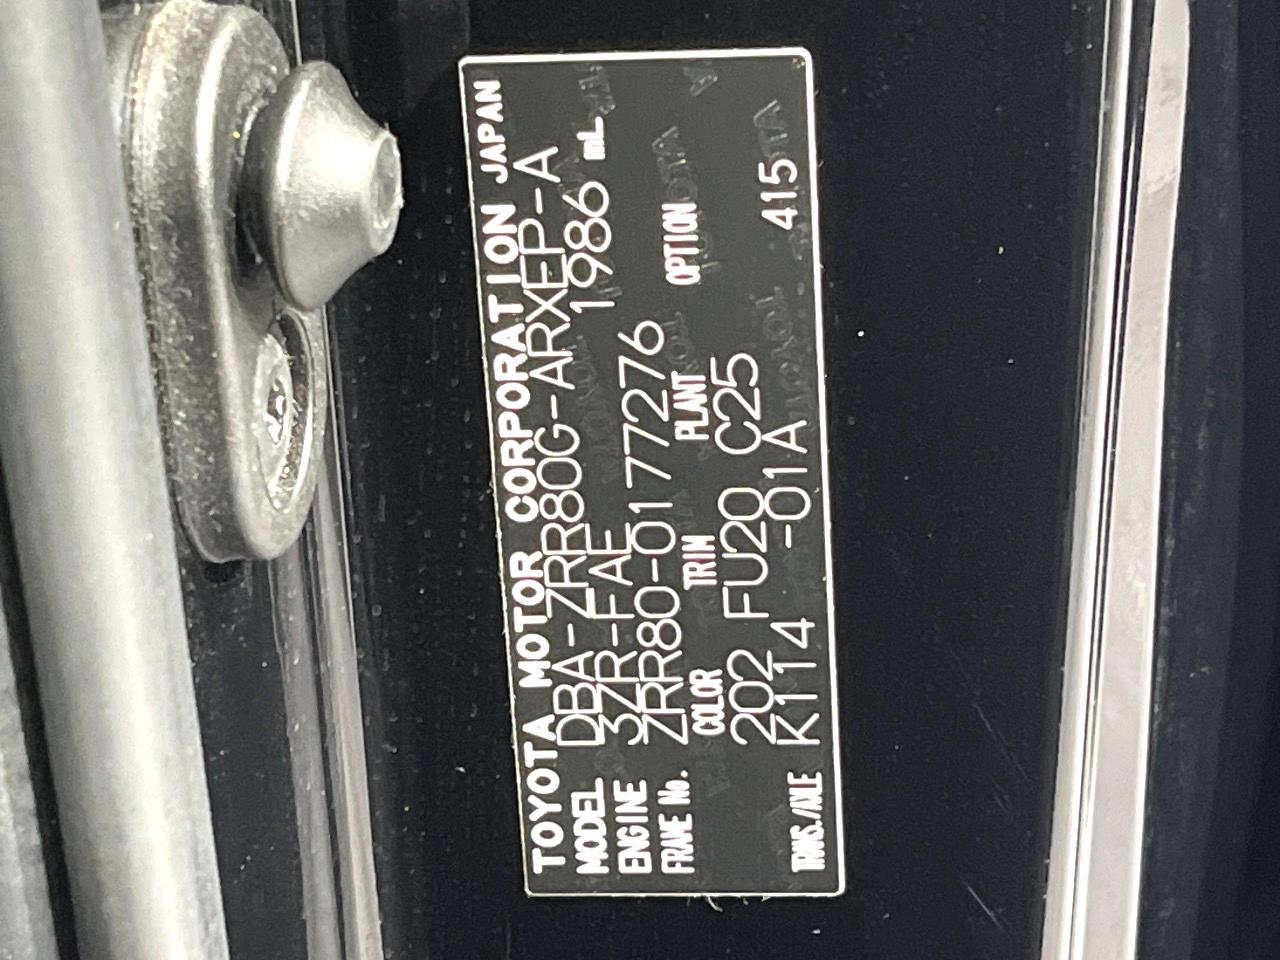 TOYOTA MOTOR CORPORATION JAPAN
MODEL DBA-ZRR80G-ARXEP-A
ENGINE 3ZR-FAE 1986 mL
FRAME No. ZRR80-0177276
COLOR TRIM PLANT OPTION
202 FU20 C25
TRANS./AXLE K114 -01A 415